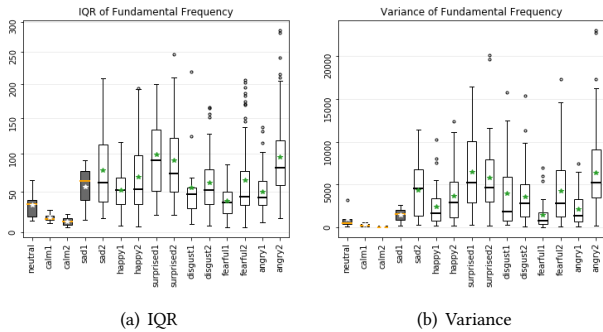 IQR of Fundamental Frequency
300
250
200
150
100
50
0
neutral
calm1
calm2
sad1
sad2
happy1
happy2
surprised1
surprised2
disgust1
disgust2
fearful1
fearful2
angry1
angry2
(a) IQR
Variance of Fundamental Frequency
20000
15000
10000
5000
0
neutral
calm1
calm2
sad1
sad2
happy1
happy2
surprised1
surprised2
disgust1
disgust2
fearful1
fearful2
angry1
angry2
(b) Variance